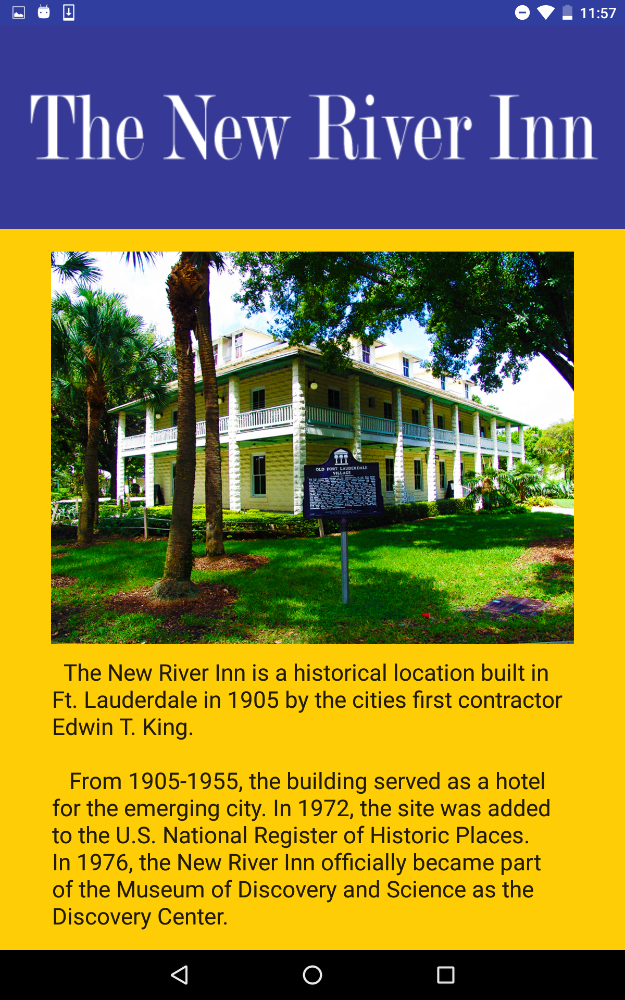 11:57
The New River Inn
OLD FORT LAUDERDALE
VILLAGE
The New River Inn is a historical location built in
Ft. Lauderdale in 1905 by the cities first contractor
Edwin T. King.
From 1905-1955, the building served as a hotel
for the emerging city. In 1972, the site was added
to the U.S. National Register of Historic Places.
In 1976, the New River Inn officially became part
of the Museum of Discovery and Science as the
Discovery Center.